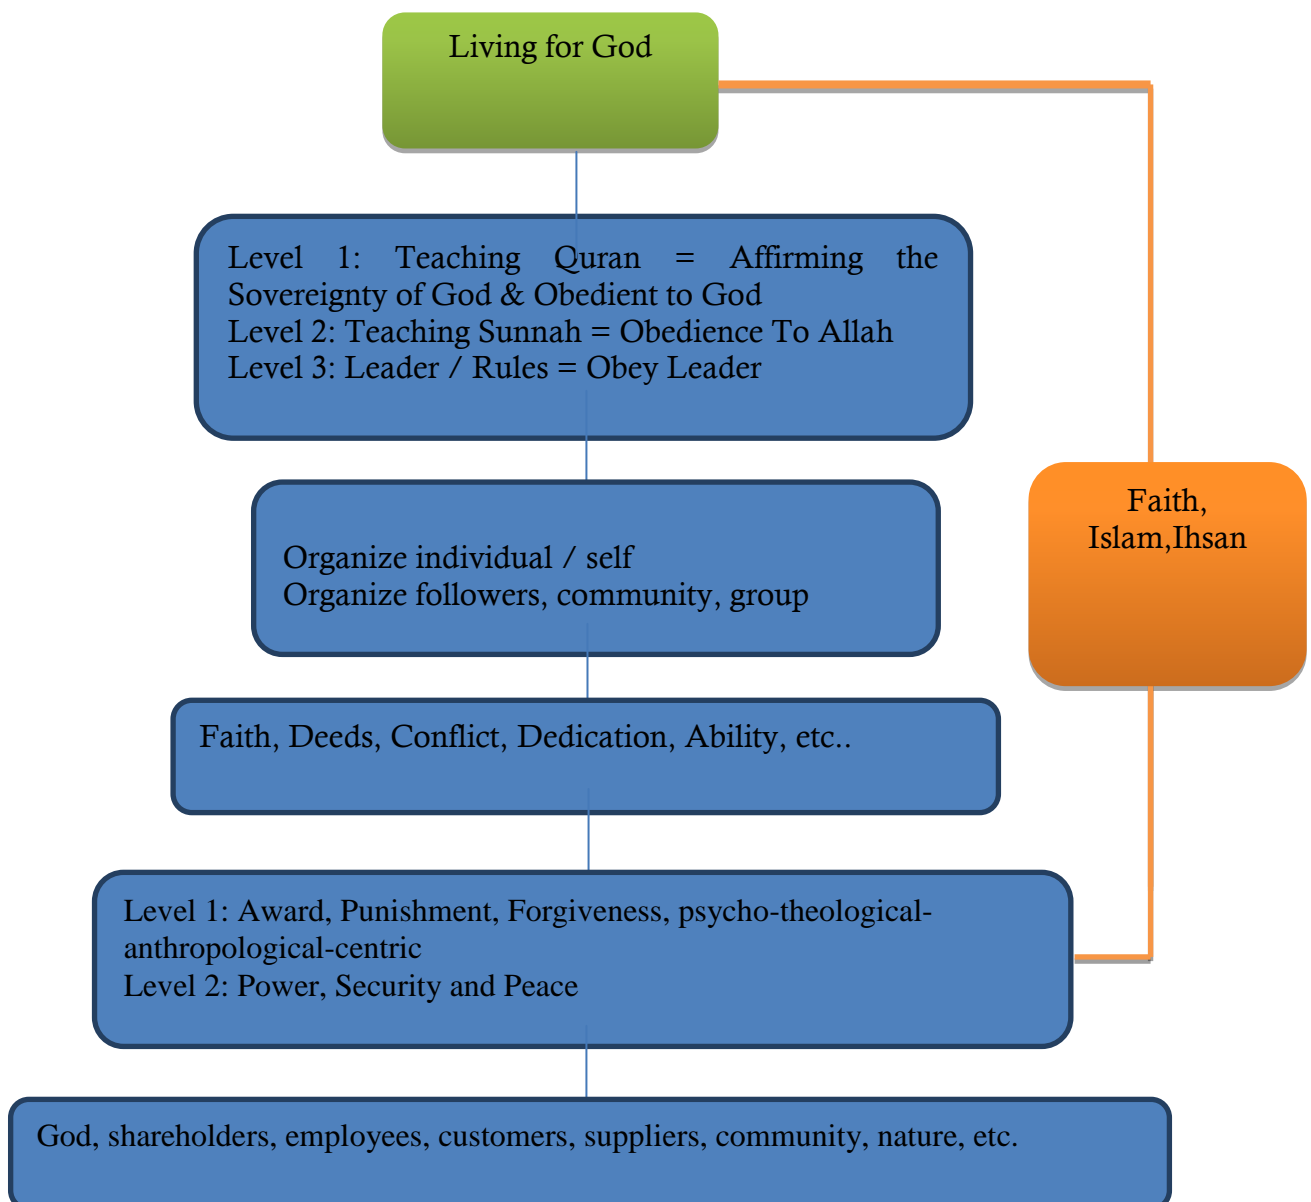 Living for God
Level 1: Teaching Quran = Affirming the
Sovereignty of God & Obedient to God
Level 2: Teaching Sunnah = Obedience To Allah
Level 3: Leader / Rules = Obey Leader
Faith,
Islam,Ihsan
Organize individual / self
Organize followers, community, group
Faith, Deeds, Conflict, Dedication, Ability, etc..
Level 1: Award, Punishment, Forgiveness, psycho-theological-
anthropological-centric
Level 2: Power, Security and Peace
God, shareholders, employees, customers, suppliers, community, nature, etc.